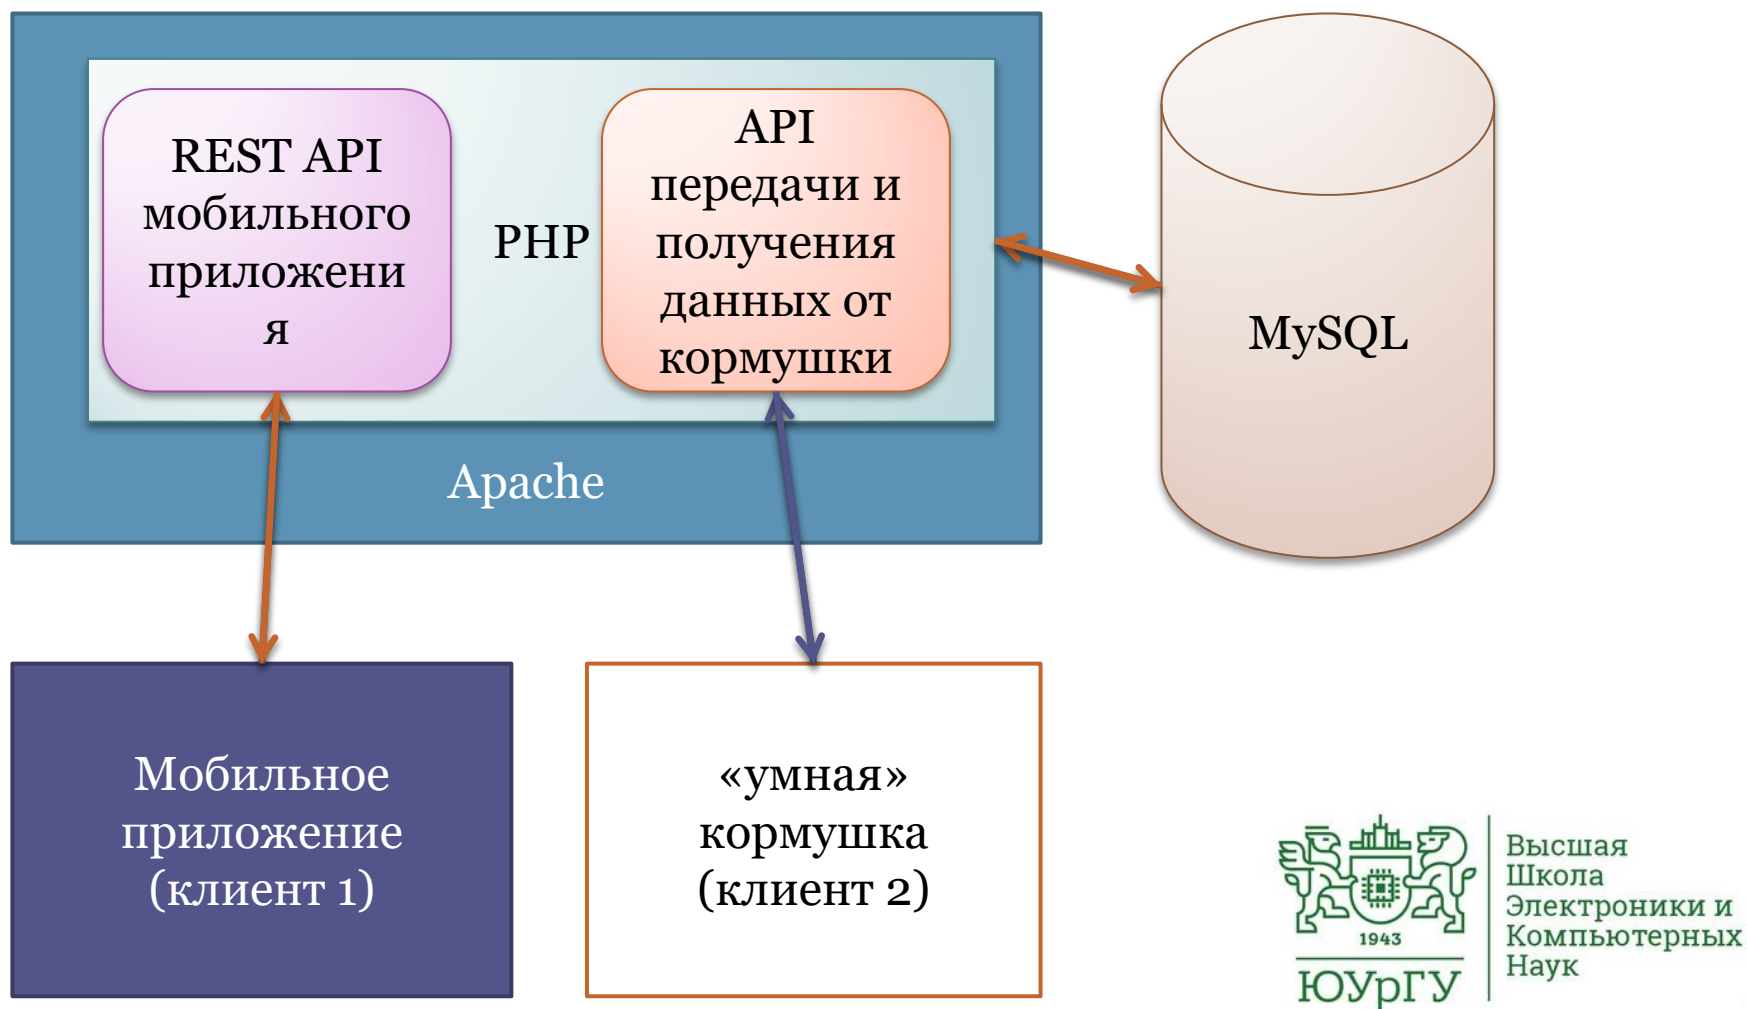 REST API
мобильного
приложени
я
PHP
API
передачи и
получения
данных от
кормушки
Apache
MySQL
Мобильное
приложение
(клиент 1)
«умная»
кормушка
(клиент 2)
1943
ЮУрГУ
Высшая
Школа
Электроники и
Компьютерных
Наук